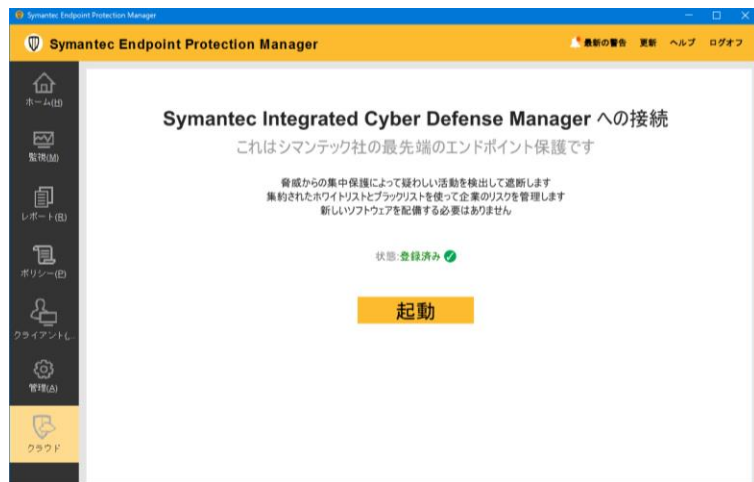 Symantec Endpoint Protection Manager
Symantec Endpoint Protection Manager
最新の警告 更新 ヘルプ ログオフ
ホーム(H)
監視(M)
レポート(R)
ポリシー(P)
クライアント(...
管理(A)
クラウド
Symantec Integrated Cyber Defense Manager への接続
これはシマンテック社の最先端のエンドポイント保護です
脅威からの集中保護によって疑わしい活動を検出して遮断します
集約されたホワイトリストとブラックリストを使って企業のリスクを管理します
新しいソフトウェアを配備する必要はありません
状態:登録済み
起動